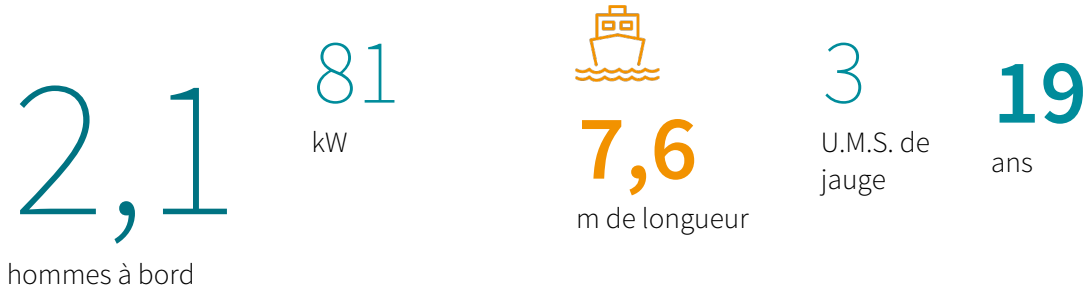 2,1
hommes à bord
81
kW
7,6
m de longueur
3
U.M.S. de
jauge
19
ans